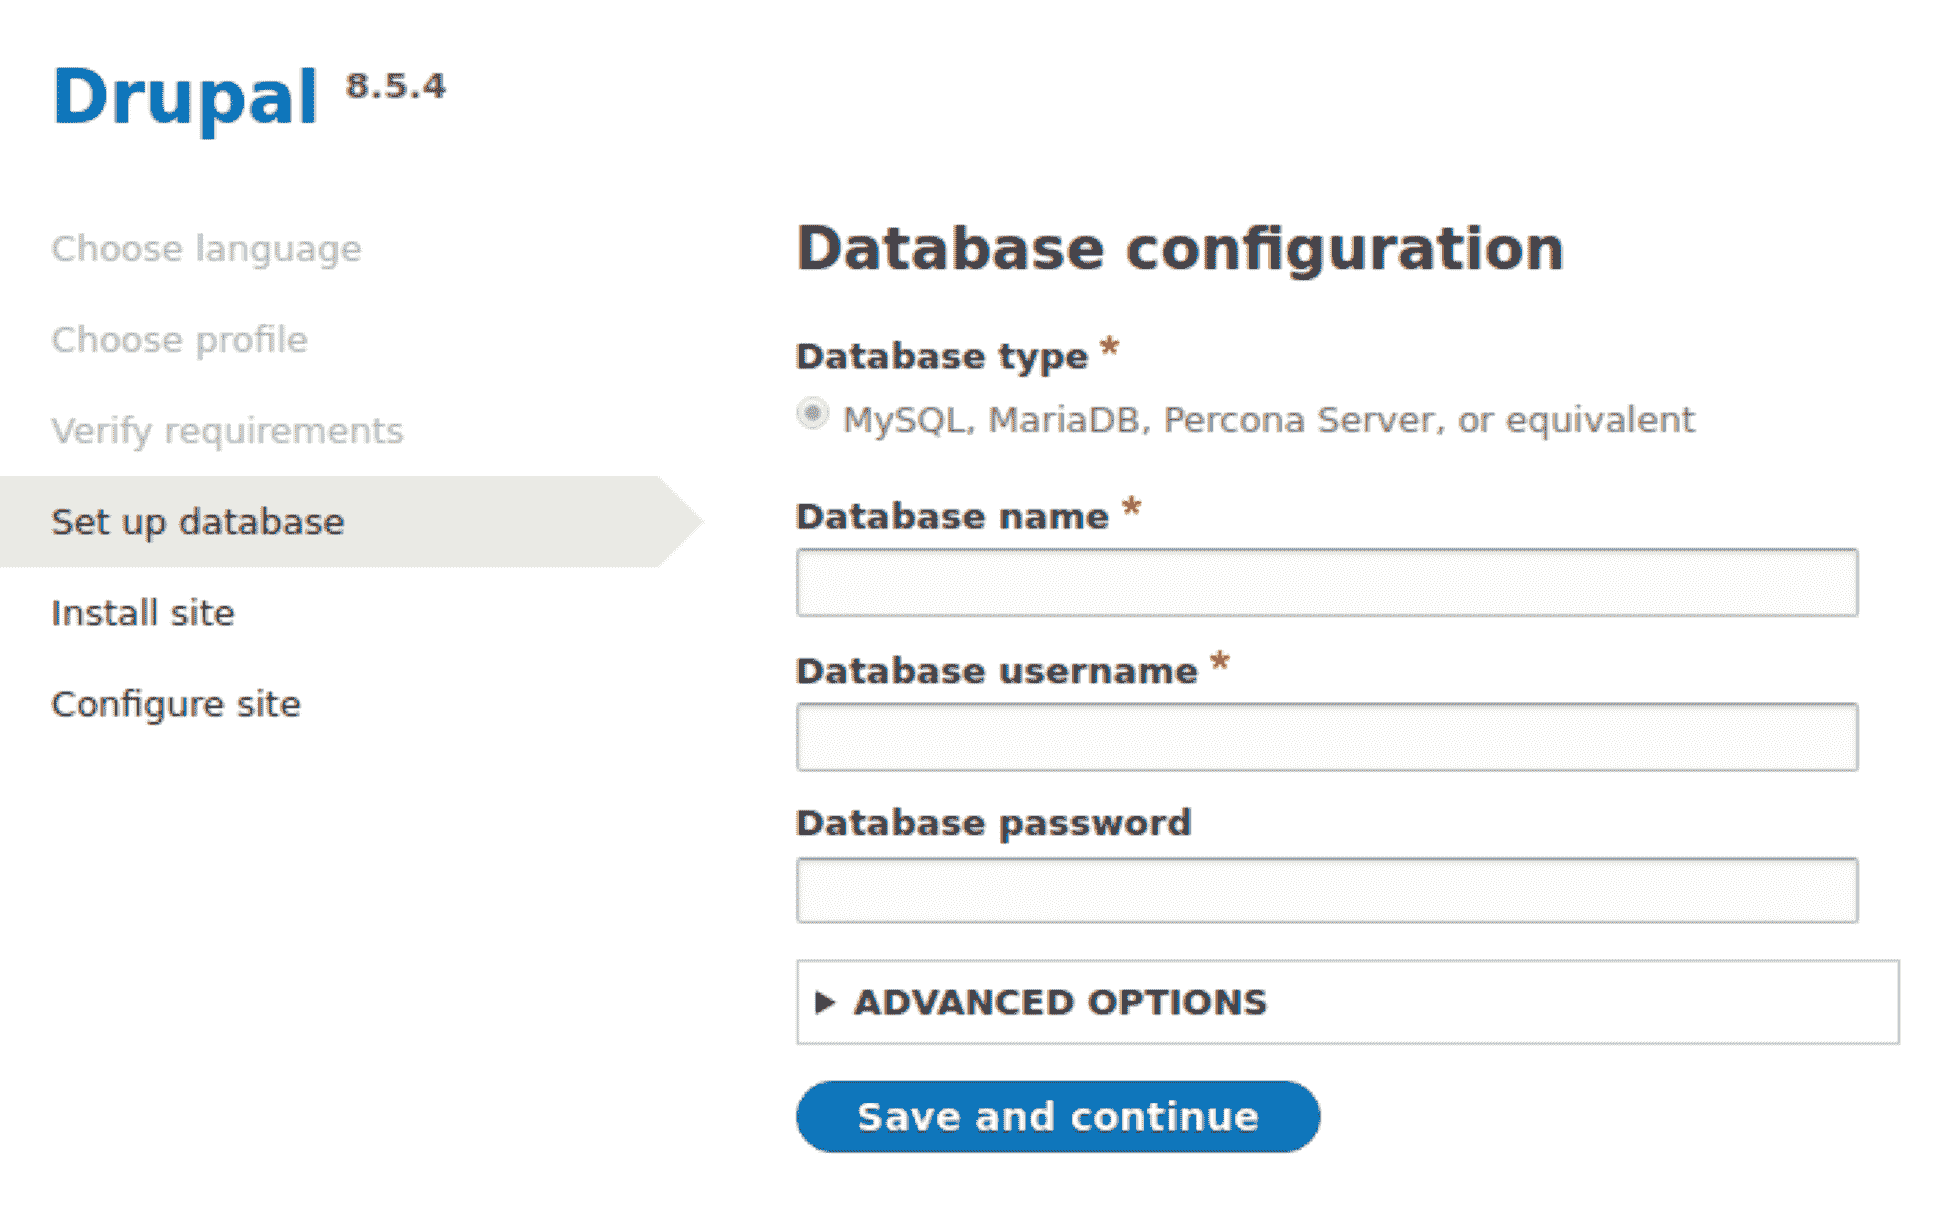 Drupal 8.5.4
Choose language
Choose profile
Verify requirements
Set up database
Install site
Configure site
Database configuration
Database type *
MySQL, MariaDB, Percona Server, or equivalent
Database name *
Database username *
Database password
ADVANCED OPTIONS
Save and continue